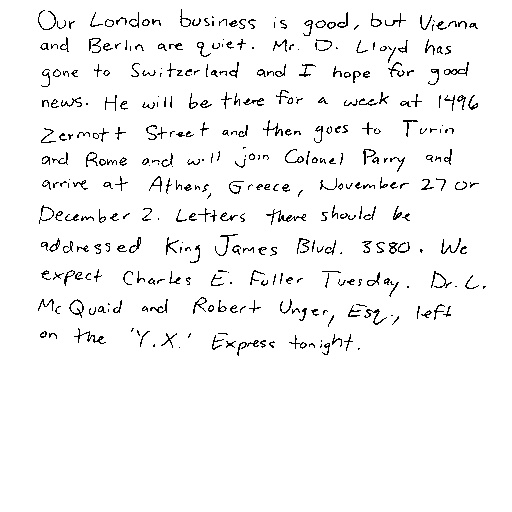 Our London business is good, but Vienna
and Berlin are quiet. Mr. D. Lloyd has
gone to Switzerland and I hope for good
news. He will be there for a week at 1496
Zermott Street and then goes to Turin
and Rome and will join Colonel Parry and
arrive at Athens, Greece, November 27 or
December 2. Letters there should be
addressed King James Blvd. 3580. We
expect Charles E. Fuller Tuesday. Dr. L.
McQuaid and Robert Unger, Esq., left
on the 'Y.X.' Express tonight.